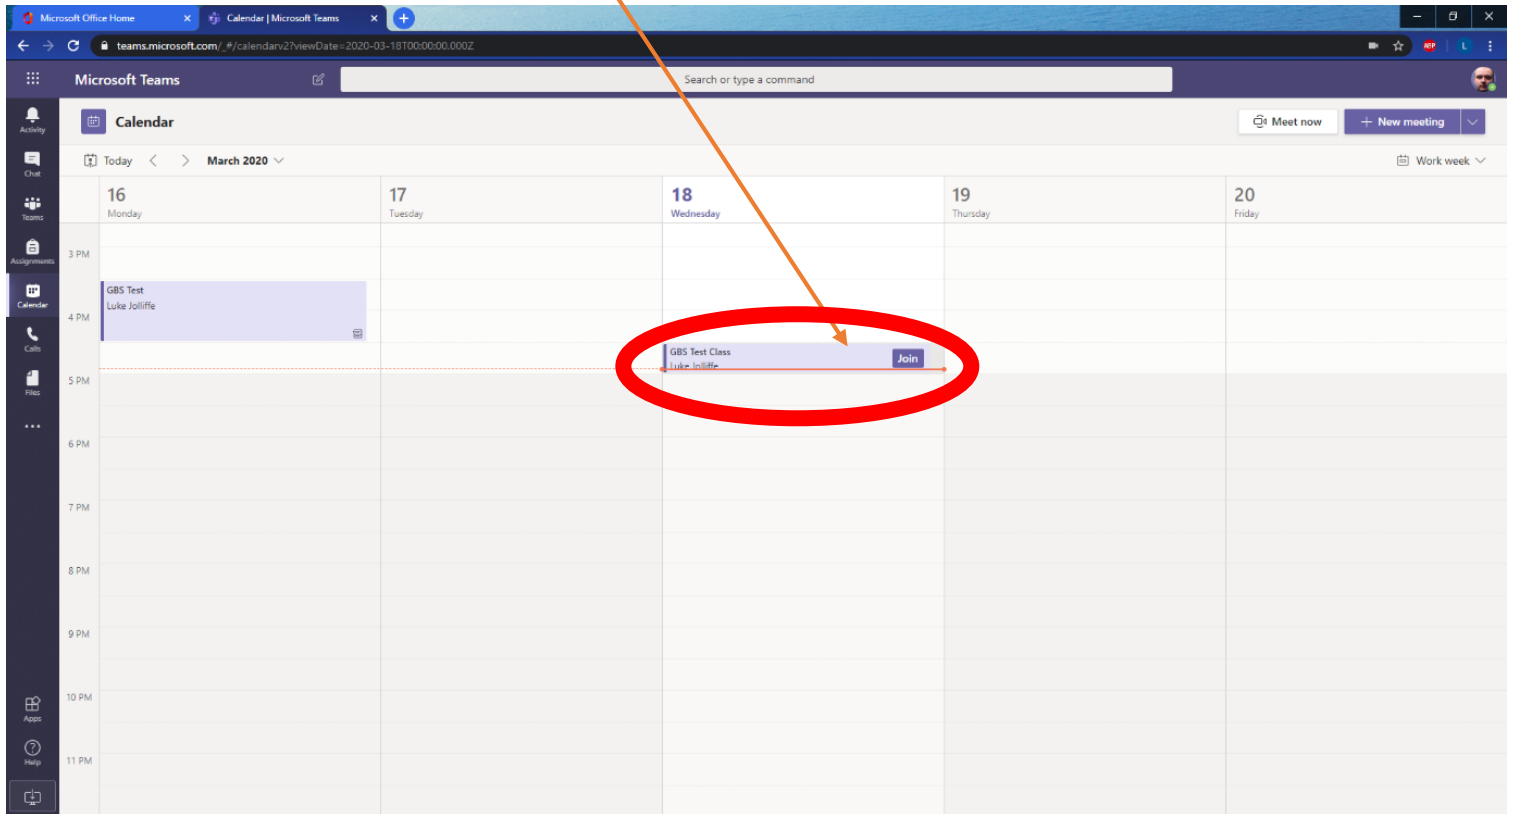 Microsoft Office Home
Calendar | Microsoft Teams
teams.microsoft.com/_#/calendarv2?viewDate=2020-03-18T00:00:00.000Z
ABP
L
Microsoft Teams
Search or type a command
Activity
Chat
Teams
Assignments
Calendar
Calls
Files
Apps
Help
Calendar
Meet now
+ New meeting
Today
March 2020
Work week
16
Monday
17
Tuesday
18
Wednesday
19
Thursday
20
Friday
3 PM
GBS Test
Luke Jolliffe
4 PM
GBS Test Class
Luke Jolliffe
Join
5 PM
6 PM
7 PM
8 PM
9 PM
10 PM
11 PM